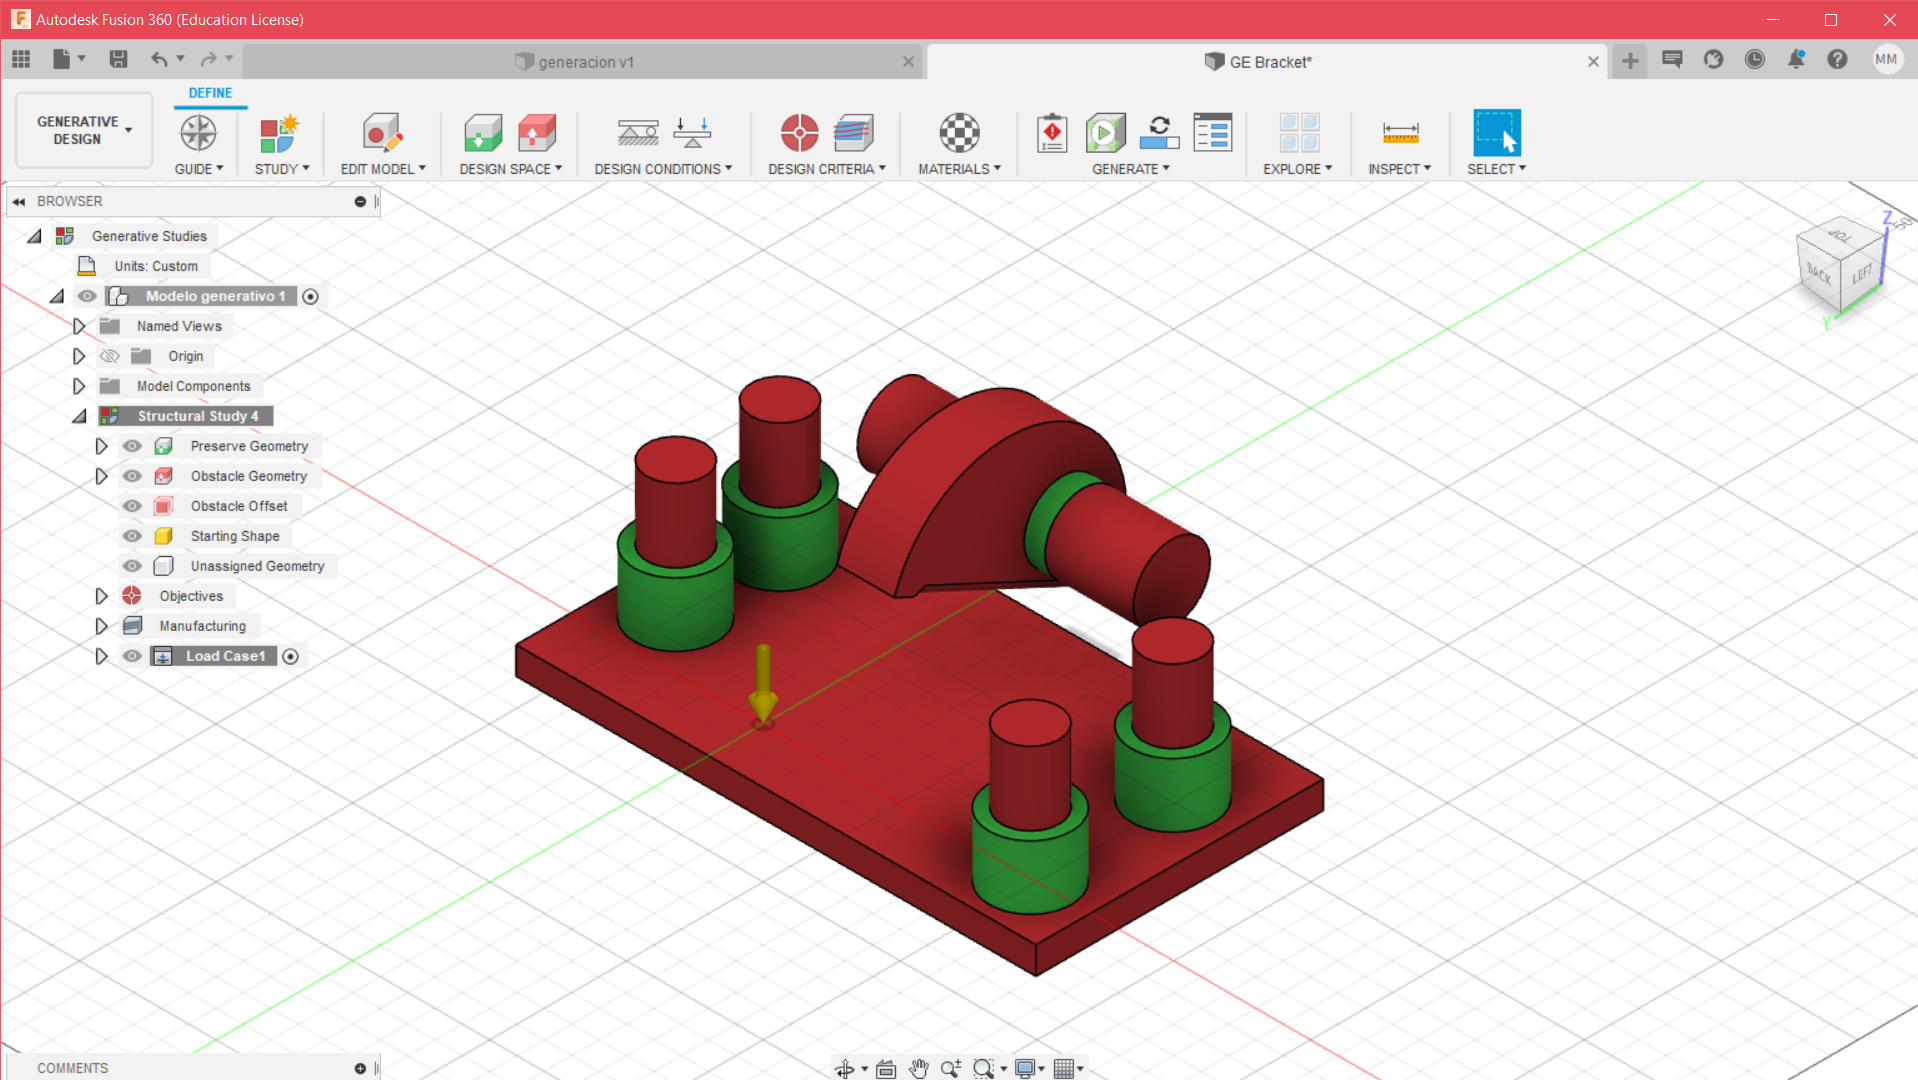 Autodesk Fusion 360 (Education License)
generacion v1
GE Bracket*
MM
DEFINE
GENERATIVE DESIGN
GUIDE
STUDY
EDIT MODEL
DESIGN SPACE
DESIGN CONDITIONS
DESIGN CRITERIA
MATERIALS
GENERATE
EXPLORE
INSPECT
SELECT
BROWSER
Generative Studies
Units: Custom
Modelo generativo 1
Named Views
Origin
Model Components
Structural Study 4
Preserve Geometry
Obstacle Geometry
Obstacle Offset
Starting Shape
Unassigned Geometry
Objectives
Manufacturing
Load Case1
Z
TOP
BACK
LEFT
Y
COMMENTS